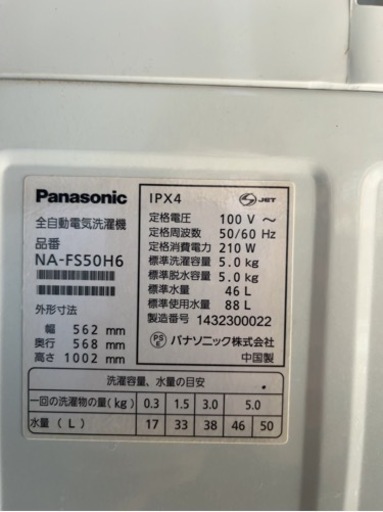 Panasonic
全自動電気洗濯機
品番
NA-FS50H6
外形寸法
幅 562 mm
奥行 568 mm
高さ 1002 mm
IPX4
S JET
定格電圧 100 V ～
定格周波数 50/60 Hz
定格消費電力 210 W
標準洗濯容量 5.0 kg
標準脱水容量 5.0 kg
標準水量 46 L
標準使用水量 88 L
製造番号 1432300022
PS E パナソニック株式会社
中国製
洗濯容量、水量の目安
一回の洗濯物の量(kg) 0.3 1.5 3.0 5.0
水量(L) 17 33 38 46 50